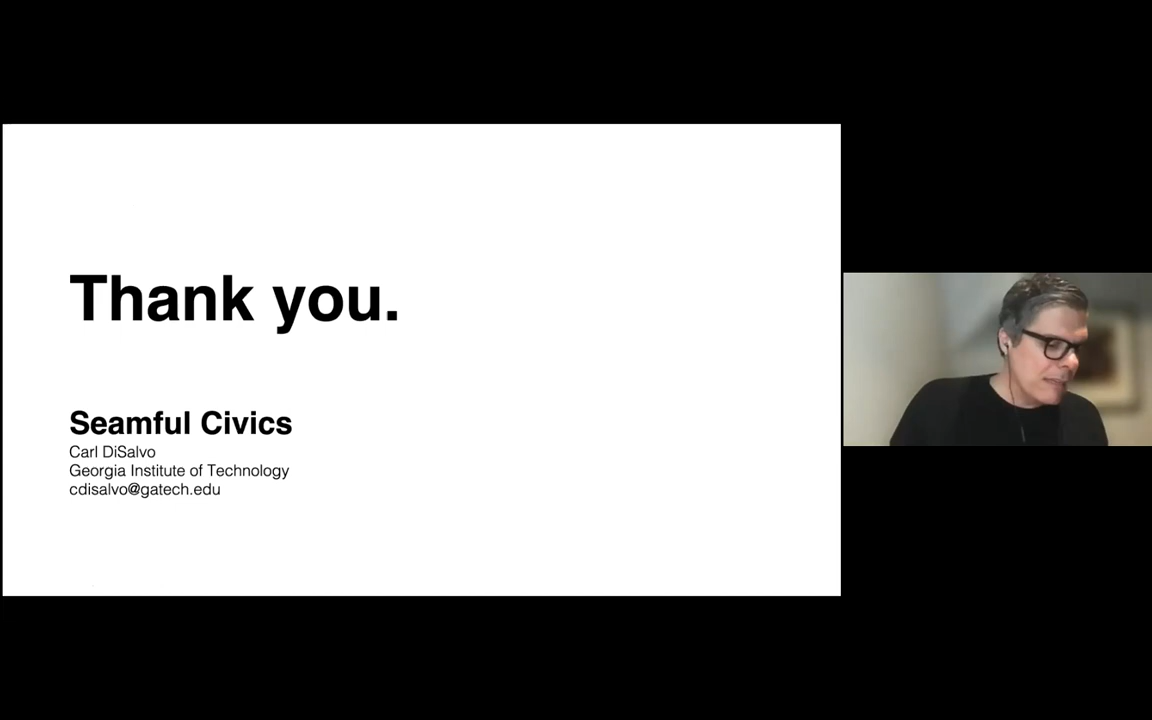 Thank you.
Seamful Civics
Carl DiSalvo
Georgia Institute of Technology
cdisalvo@gatech.edu